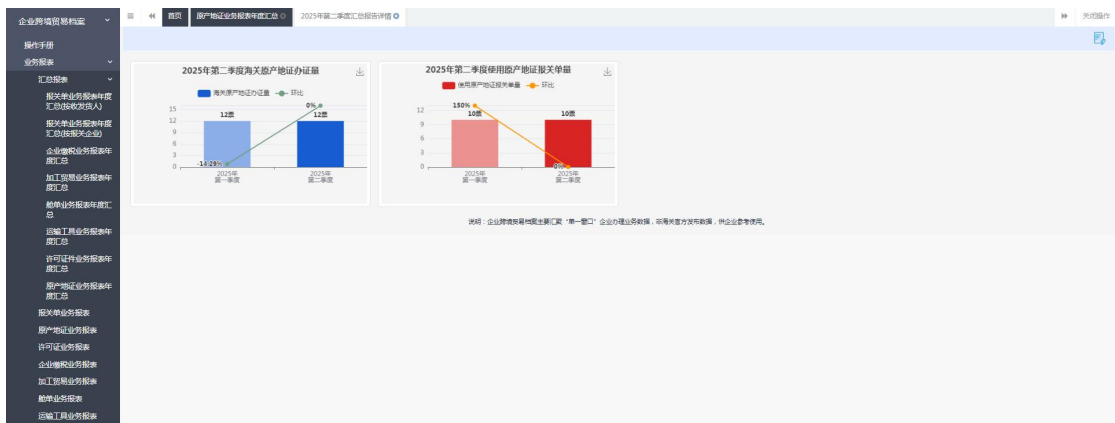 企业跨境贸易档案
首页
原产地证业务报表年度汇总
2025年第二季度汇总报告详情
关闭操作
操作手册
业务报表
汇总报表
报关单业务报表年度
汇总(按收发货人)
报关单业务报表年度
汇总(按报关企业)
企业缴税业务报表年
度汇总
加工贸易业务报表年
度汇总
舱单业务报表年度汇
总
运输工具业务报表年
度汇总
许可证件业务报表年
度汇总
原产地证业务报表年
度汇总
报关单业务报表
原产地证业务报表
许可证业务报表
企业缴税业务报表
加工贸易业务报表
舱单业务报表
运输工具业务报表
2025年第二季度海关原产地证办证量
海关原产地证办证量 环比
15
12
9
6
3
0
12票
12票
-14.29%
0%
2025年
第一季度
2025年
第二季度
2025年第二季度使用原产地证报关单量
使用原产地证报关单量 环比
12
9
6
3
0
150%
10票
10票
0%
2025年
第一季度
2025年
第二季度
说明：企业跨境贸易档案主要汇聚“单一窗口”企业办理业务数据，非海关官方发布数据，供企业参考使用。